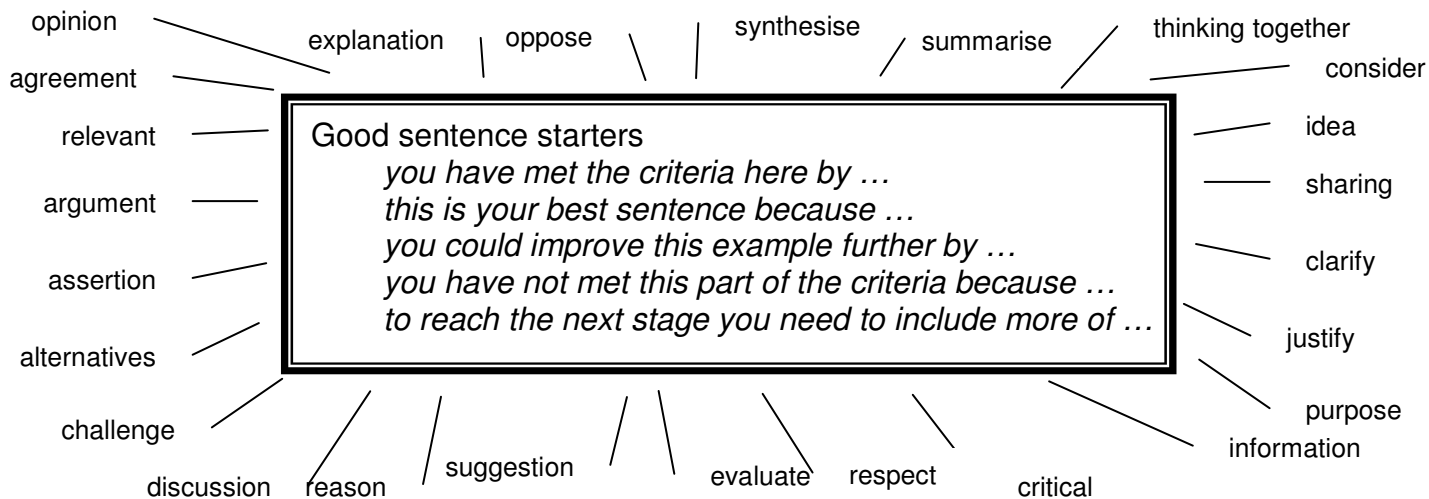 opinion
explanation
oppose
synthesise
summarise
thinking together
agreement
consider
relevant
idea
argument
sharing
assertion
clarify
alternatives
justify
challenge
purpose
Good sentence starters
you have met the criteria here by …
this is your best sentence because …
you could improve this example further by …
you have not met this part of the criteria because …
to reach the next stage you need to include more of …
information
discussion
reason
suggestion
evaluate
respect
critical